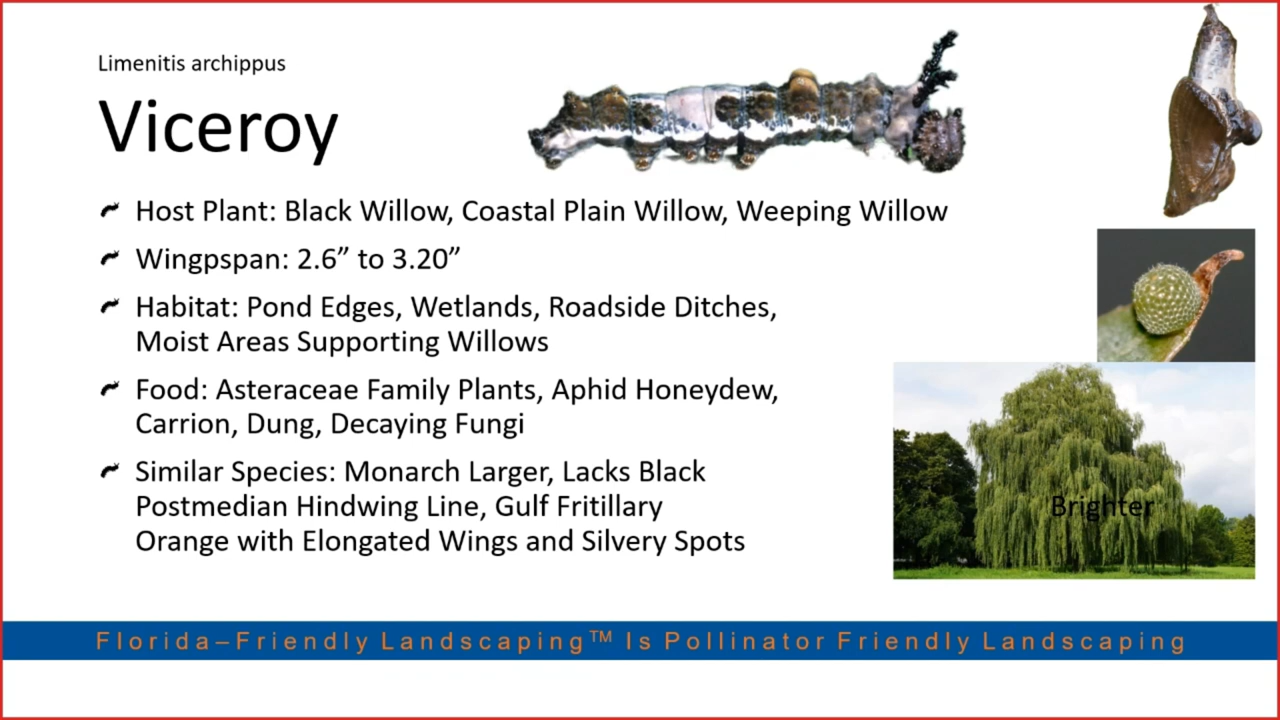 Limenitis archippus
Viceroy
Host Plant: Black Willow, Coastal Plain Willow, Weeping Willow
Wingpspan: 2.6” to 3.20”
Habitat: Pond Edges, Wetlands, Roadside Ditches,
Moist Areas Supporting Willows
Food: Asteraceae Family Plants, Aphid Honeydew,
Carrion, Dung, Decaying Fungi
Similar Species: Monarch Larger, Lacks Black
Postmedian Hindwing Line, Gulf Fritillary
Brighter
Orange with Elongated Wings and Silvery Spots
Florida–Friendly Landscaping™ Is Pollinator Friendly Landscaping